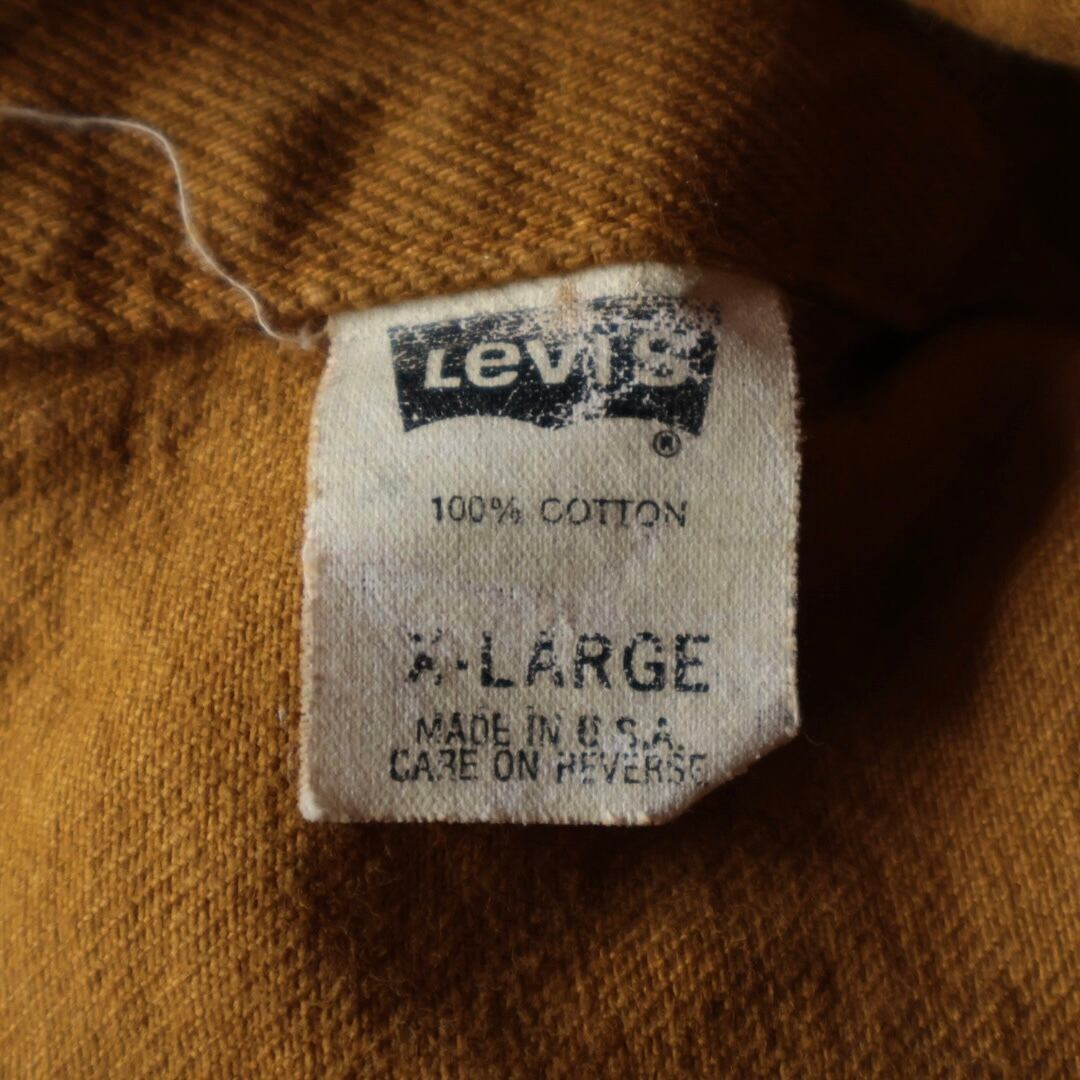 Levi's
®
100% COTTON
X-LARGE
MADE IN U.S.A.
CARE ON REVERSE